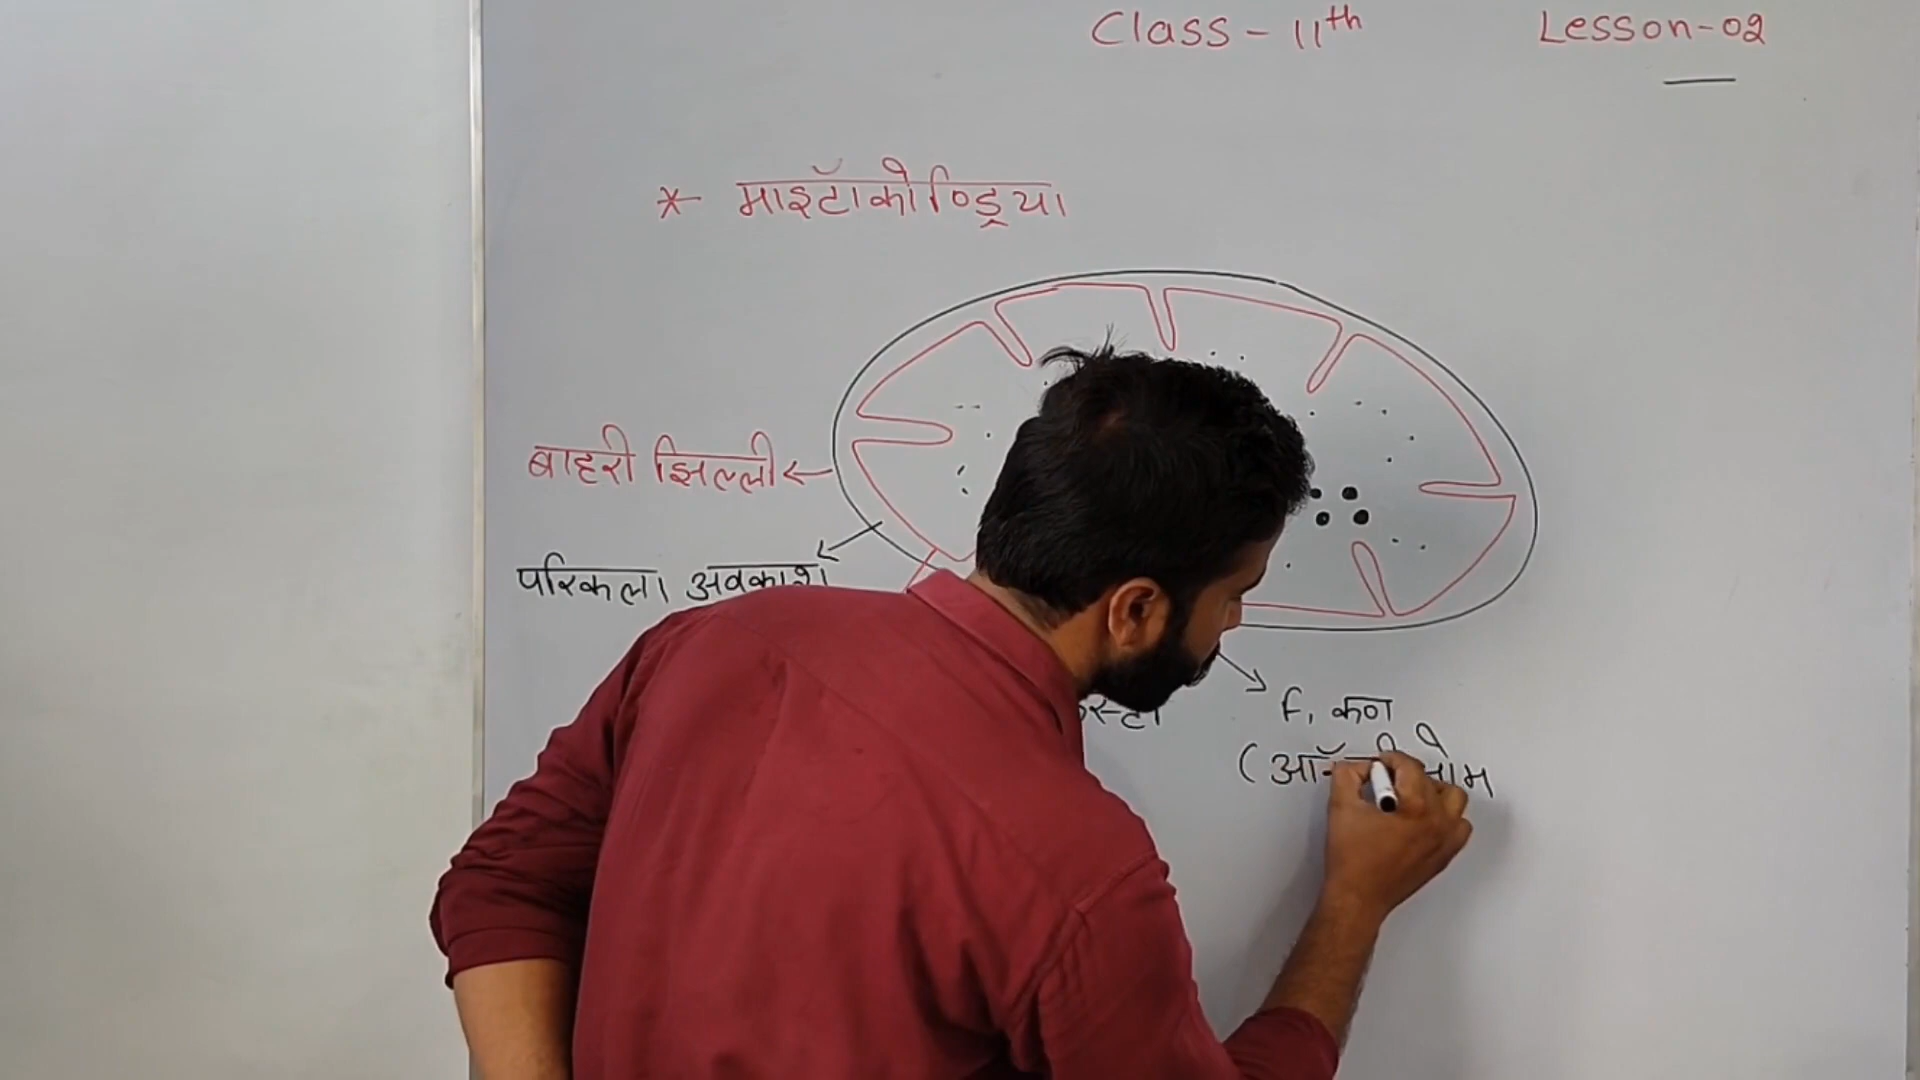 Class - 11th Lesson-02
* माइटॉकोण्ड्रिया
बाहरी झिल्ली
परिकला अवकाश
F, कण